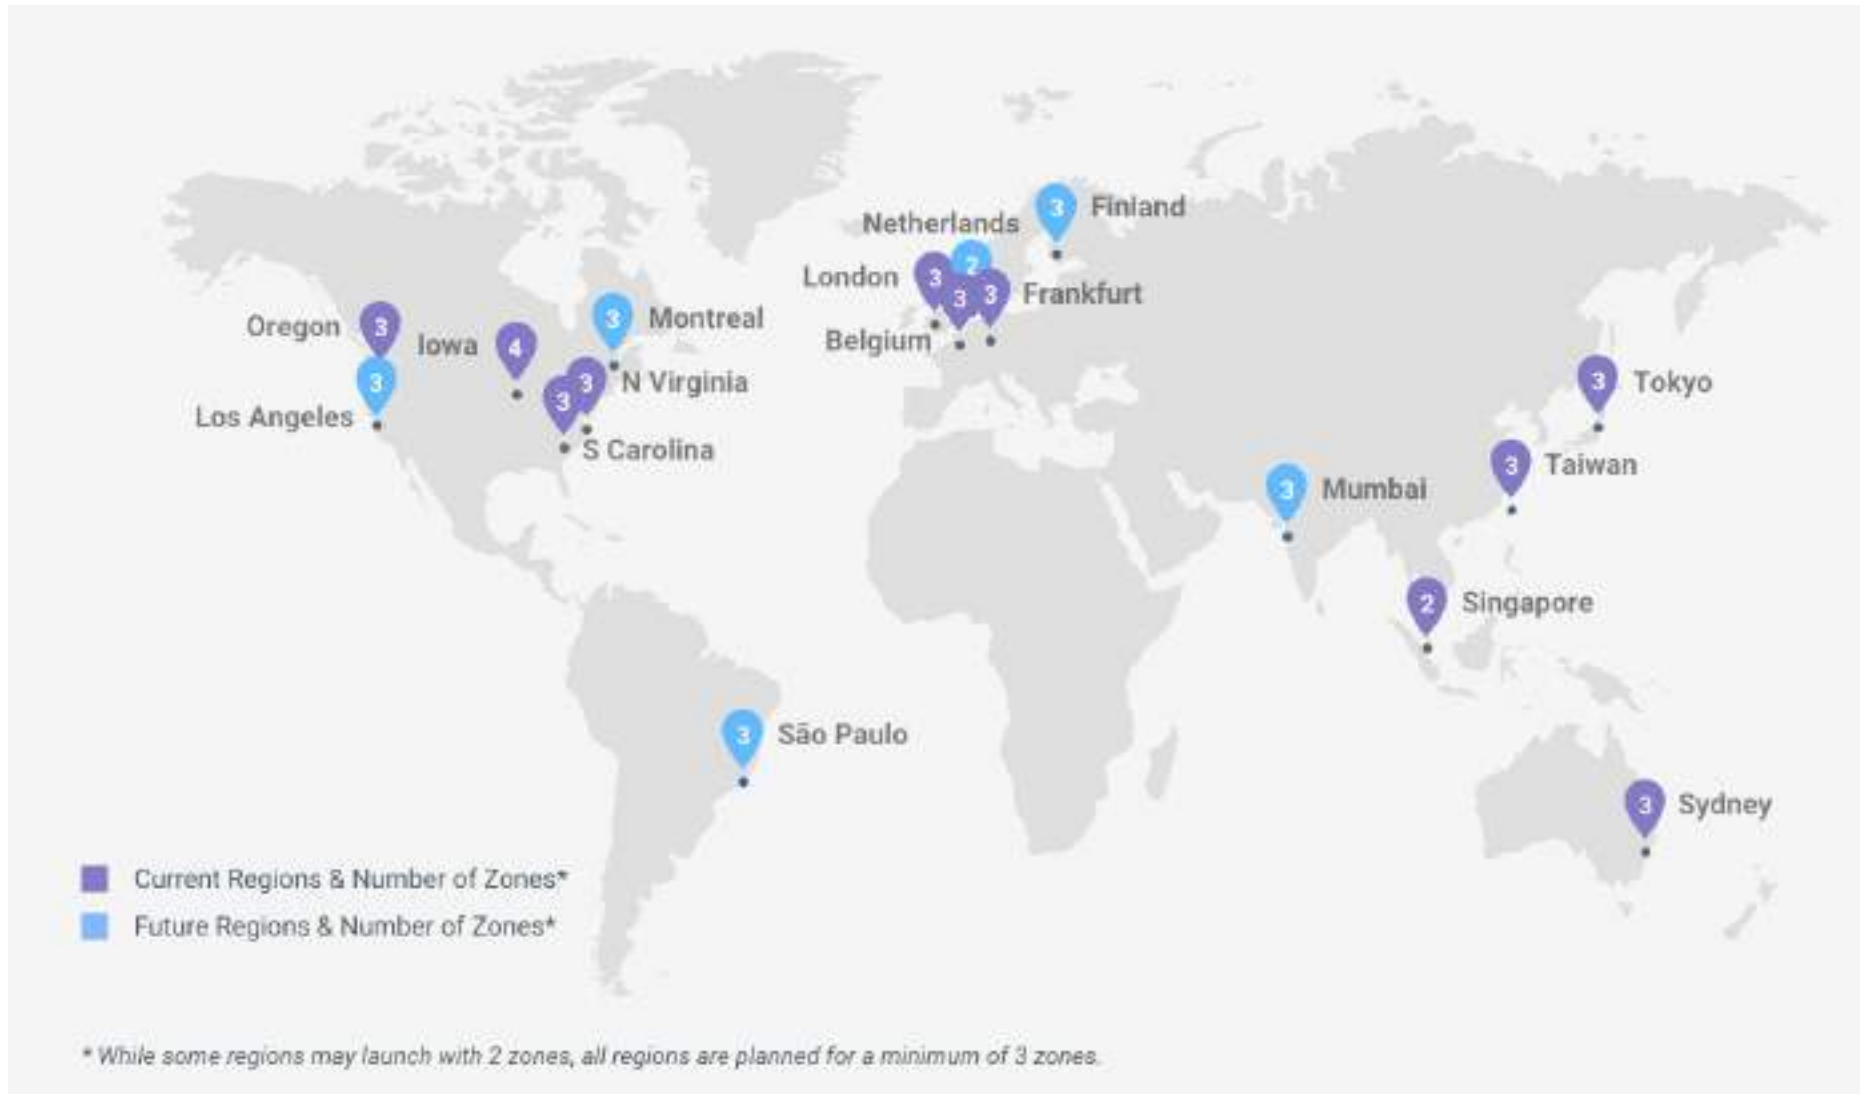 3 Finland
Netherlands
2
London 3
3
3 Frankfurt
Belgium
Oregon 3
Iowa 4
3 Montreal
3
Los Angeles
3 N Virginia
3
S Carolina
3 Tokyo
3 Taiwan
3 Mumbai
2 Singapore
3 São Paulo
3 Sydney
Current Regions & Number of Zones*
Future Regions & Number of Zones*
* While some regions may launch with 2 zones, all regions are planned for a minimum of 3 zones.